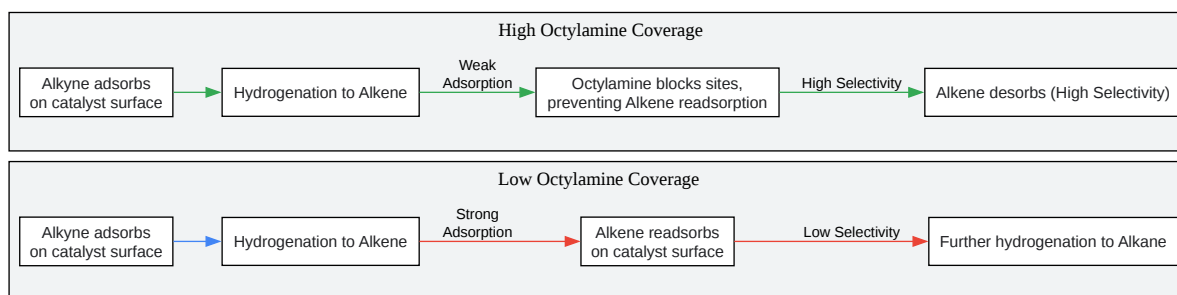 High Octylamine Coverage
Alkyne adsorbs
on catalyst surface
Hydrogenation to Alkene
Weak
Adsorption
Octylamine blocks sites,
preventing Alkene readsorption
High Selectivity
Alkene desorbs (High Selectivity)
Low Octylamine Coverage
Alkyne adsorbs
on catalyst surface
Hydrogenation to Alkene
Strong
Adsorption
Alkene readsorbs
on catalyst surface
Low Selectivity
Further hydrogenation to Alkane